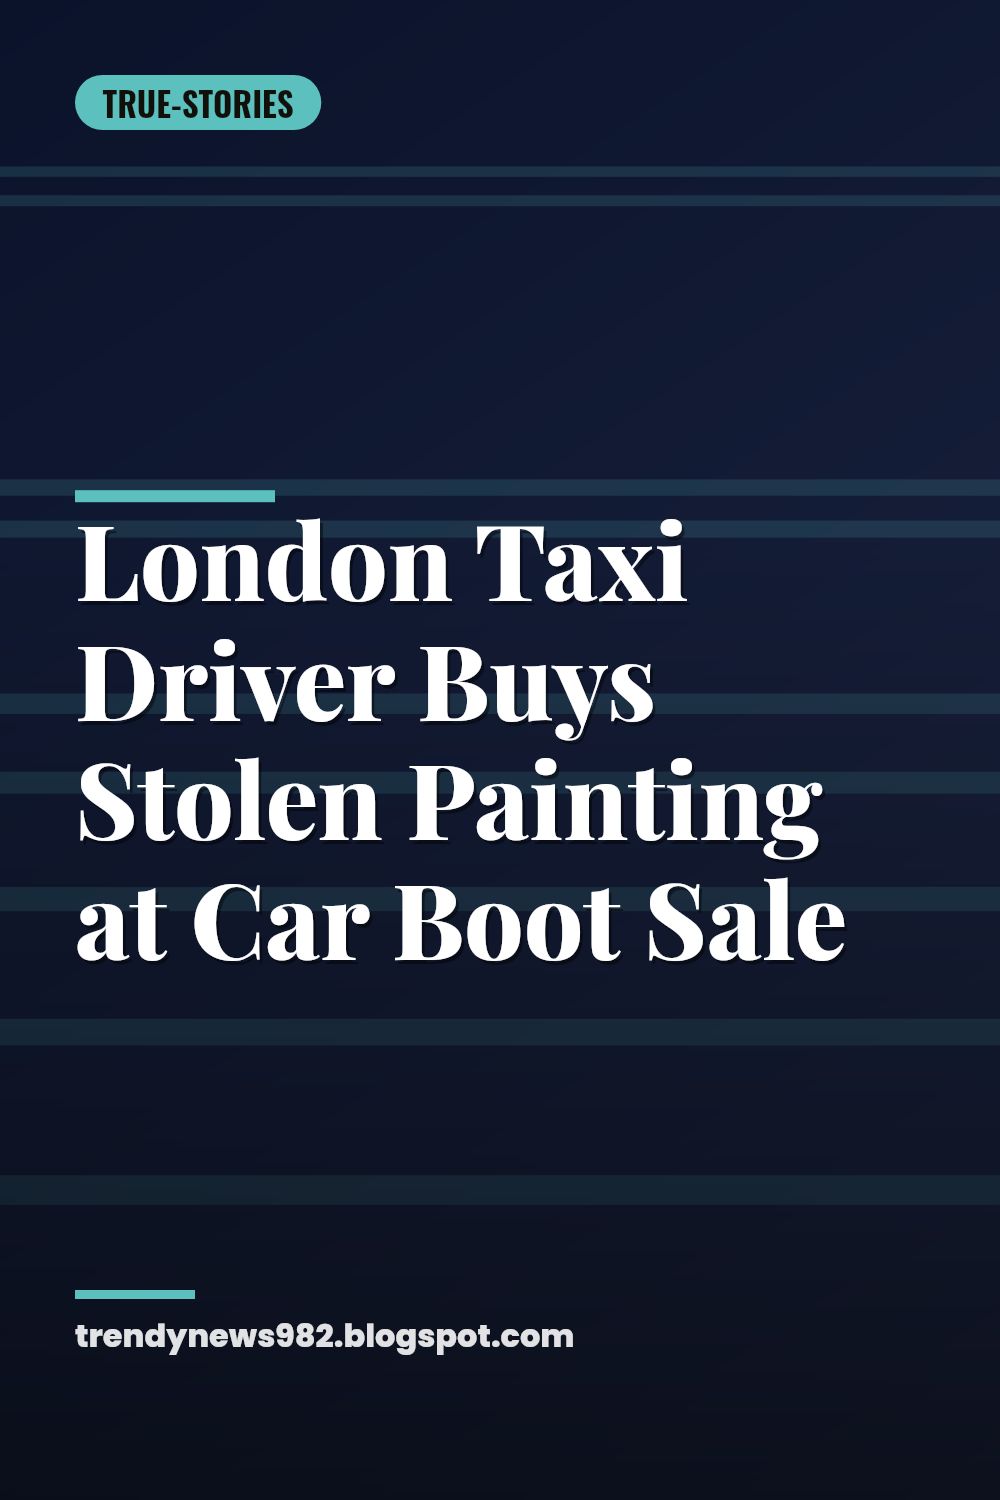 TRUE-STORIES
London Taxi
Driver Buys
Stolen Painting
at Car Boot Sale
trendynews982.blogspot.com